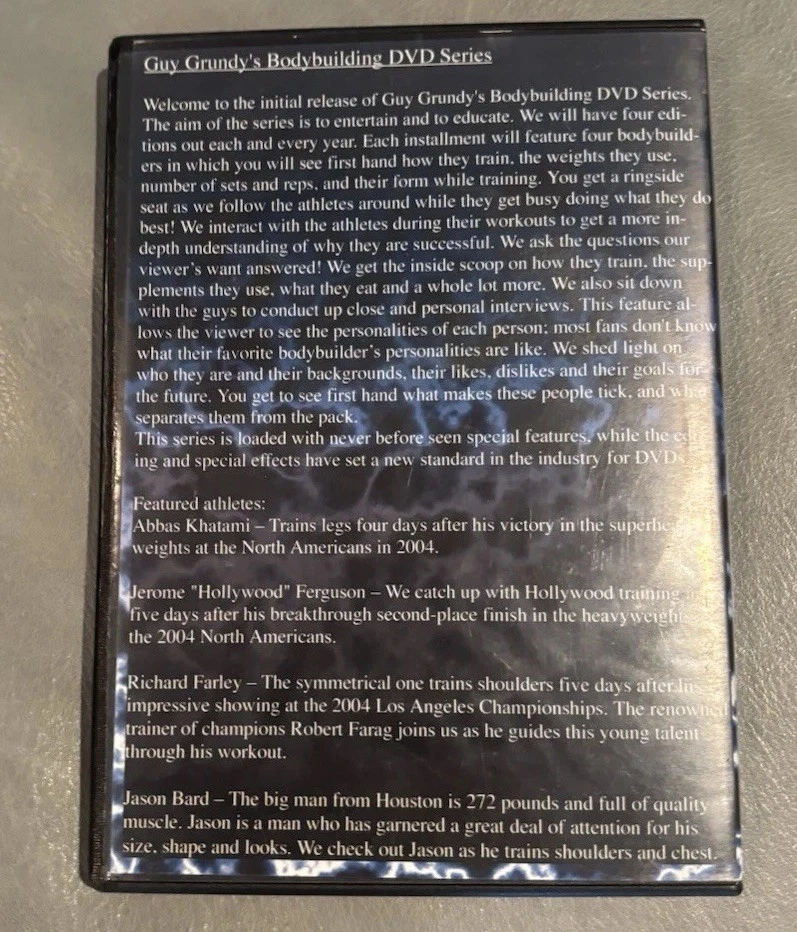 Guy Grundy's Bodybuilding DVD Series
Welcome to the initial release of Guy Grundy's Bodybuilding DVD Series.
The aim of the series is to entertain and to educate. We will have four edi-
tions out each and every year. Each installment will feature four bodybuild-
ers in which you will see first hand how they train, the weights they use,
number of sets and reps, and their form while training. You get a ringside
seat as we follow the athletes around while they get busy doing what they do
best! We interact with the athletes during their workouts to get a more in-
depth understanding of why they are successful. We ask the questions our
viewer's want answered! We get the inside scoop on how they train, the sup-
plements they use, what they eat and a whole lot more. We also sit down
with the guys to conduct up close and personal interviews. This feature al-
lows the viewer to see the personalities of each person; most fans don't know
what their favorite bodybuilder's personalities are like. We shed light on
who they are and their backgrounds, their likes, dislikes and their goals for
the future. You get to see first hand what makes these people tick, and what
separates them from the pack.
This series is loaded with never before seen special features, while the edit-
ing and special effects have set a new standard in the industry for DVDs
Featured athletes:
Abbas Khatami – Trains legs four days after his victory in the superheavy-
weights at the North Americans in 2004.
Jerome "Hollywood" Ferguson – We catch up with Hollywood training
five days after his breakthrough second-place finish in the heavyweights
the 2004 North Americans.
Richard Farley – The symmetrical one trains shoulders five days after his
impressive showing at the 2004 Los Angeles Championships. The renowned
trainer of champions Robert Farag joins us as he guides this young talent
through his workout.
Jason Bard – The big man from Houston is 272 pounds and full of quality
muscle. Jason is a man who has garnered a great deal of attention for his
size, shape and looks. We check out Jason as he trains shoulders and chest.